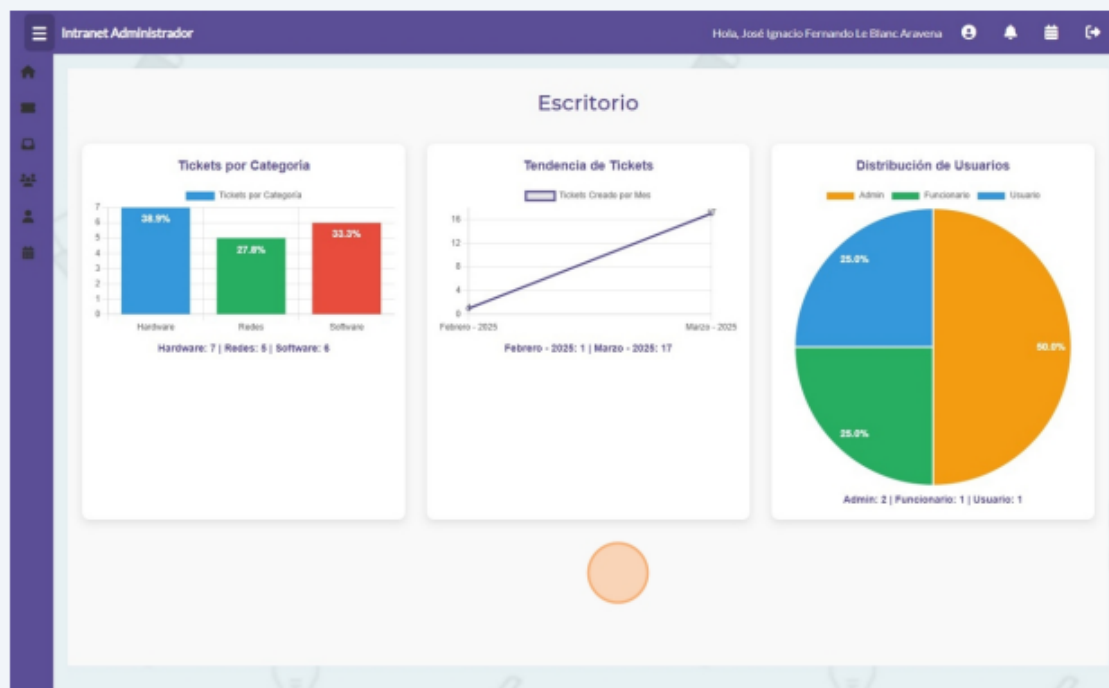 Intranet Administrador
Hola, José Ignacio Fernando Le Blanc Aravena
Escritorio
Tickets por Categoría
Tickets por Categoría
7
6
5
4
3
2
1
0
38.9%
27.8%
33.3%
Hardware
Redes
Software
Hardware: 7 | Redes: 5 | Software: 6
Tendencia de Tickets
Tickets Creado por Mes
16
12
8
4
0
17
Febrero - 2025
Marzo - 2025
Febrero - 2025: 1 | Marzo - 2025: 17
Distribución de Usuarios
Admin
Funcionario
Usuario
25.0%
50.0%
25.0%
Admin: 2 | Funcionario: 1 | Usuario: 1